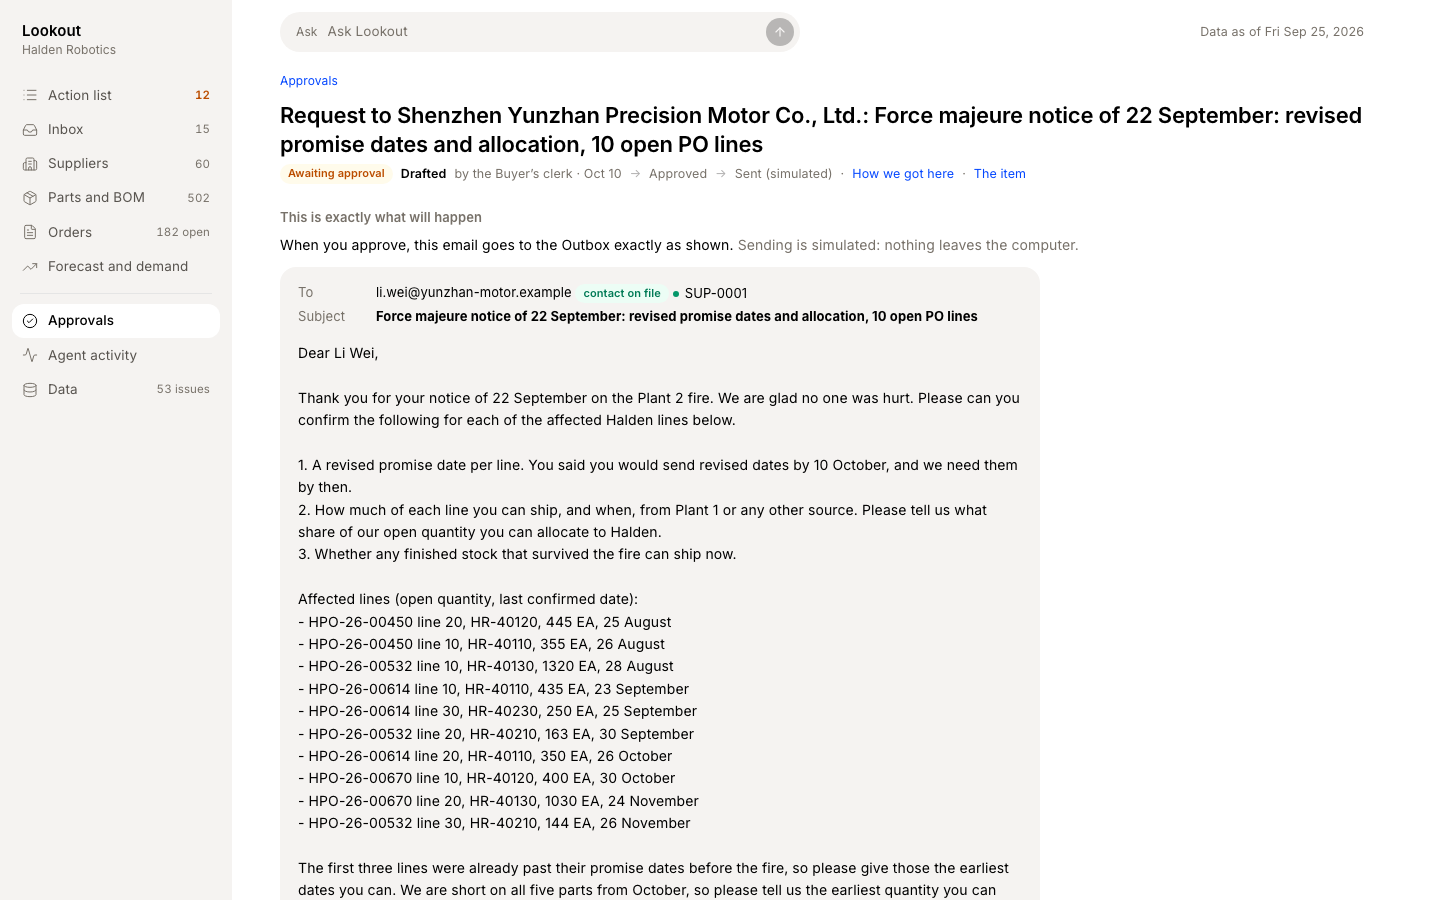 Lookout
Halden Robotics
Action list 12
Inbox 15
Suppliers 60
Parts and BOM 502
Orders 182 open
Forecast and demand
Approvals
Agent activity
Data 53 issues
Ask Ask Lookout
Data as of Fri Sep 25, 2026
Approvals
Request to Shenzhen Yunzhan Precision Motor Co., Ltd.: Force majeure notice of 22 September: revised
promise dates and allocation, 10 open PO lines
Awaiting approval Drafted by the Buyer’s clerk · Oct 10 → Approved → Sent (simulated) · How we got here · The item
This is exactly what will happen
When you approve, this email goes to the Outbox exactly as shown. Sending is simulated: nothing leaves the computer.
To li.wei@yunzhan-motor.example contact on file SUP-0001
Subject Force majeure notice of 22 September: revised promise dates and allocation, 10 open PO lines
Dear Li Wei,
Thank you for your notice of 22 September on the Plant 2 fire. We are glad no one was hurt. Please can you
confirm the following for each of the affected Halden lines below.
1. A revised promise date per line. You said you would send revised dates by 10 October, and we need them
by then.
2. How much of each line you can ship, and when, from Plant 1 or any other source. Please tell us what
share of our open quantity you can allocate to Halden.
3. Whether any finished stock that survived the fire can ship now.
Affected lines (open quantity, last confirmed date):
- HPO-26-00450 line 20, HR-40120, 445 EA, 25 August
- HPO-26-00450 line 10, HR-40110, 355 EA, 26 August
- HPO-26-00532 line 10, HR-40130, 1320 EA, 28 August
- HPO-26-00614 line 10, HR-40110, 435 EA, 23 September
- HPO-26-00614 line 30, HR-40230, 250 EA, 25 September
- HPO-26-00532 line 20, HR-40210, 163 EA, 30 September
- HPO-26-00614 line 20, HR-40110, 350 EA, 26 October
- HPO-26-00670 line 10, HR-40120, 400 EA, 30 October
- HPO-26-00670 line 20, HR-40130, 1030 EA, 24 November
- HPO-26-00532 line 30, HR-40210, 144 EA, 26 November
The first three lines were already past their promise dates before the fire, so please give those the earliest
dates you can. We are short on all five parts from October, so please tell us the earliest quantity you can